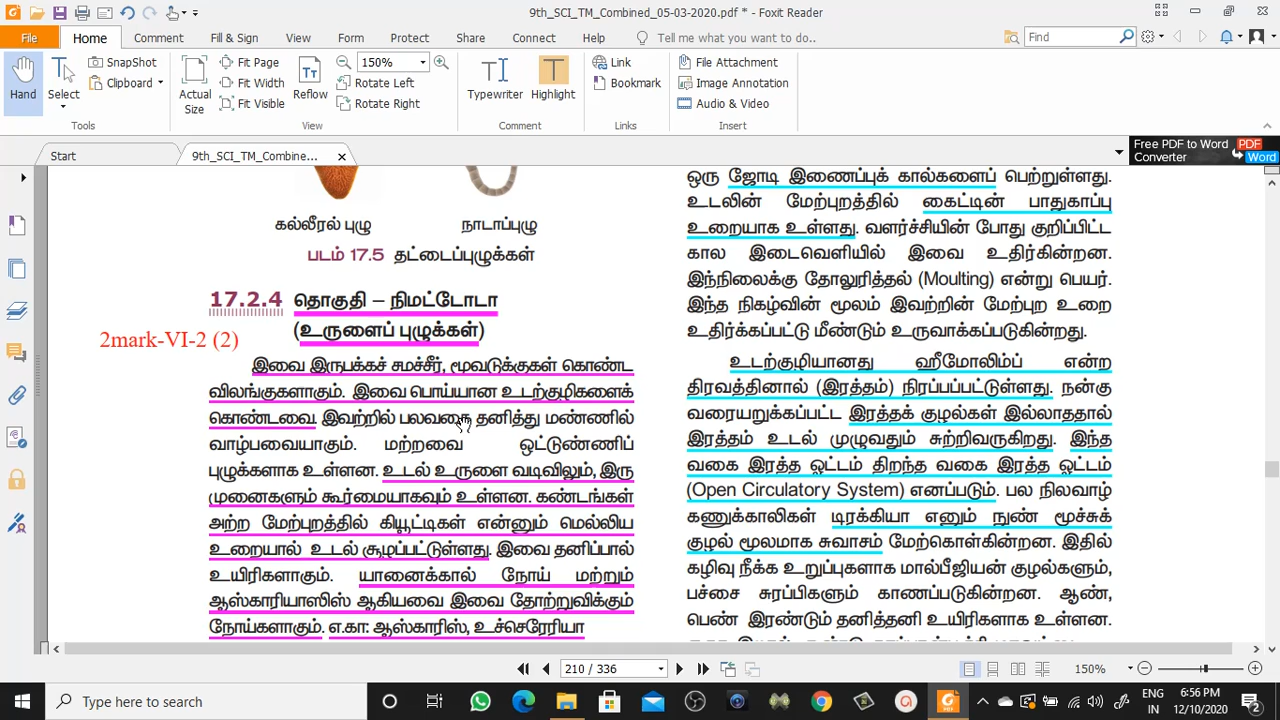 9th_SCI_TM_Combined_05-03-2020.pdf * - Foxit Reader
File Home Comment Fill & Sign View Form Protect Share Connect Help Tell me what you want to do.. Find
Hand
Select
SnapShot
Clipboard
Tools
Actual Size
Fit Page
Fit Width
Fit Visible
Reflow
150%
Rotate Left
Rotate Right
View
Typewriter
Highlight
Comment
Link
Bookmark
Links
File Attachment
Image Annotation
Audio & Video
Insert
Start
9th_SCI_TM_Combine...
Free PDF to Word
Converter
PDF
Word
கல்லீரல் புழு நாடாப்புழு
படம் 17.5 தட்டைப்புழுக்கள்
17.2.4 தொகுதி – நிமட்டோடா
(உருளைப் புழுக்கள்)
2mark-VI-2 (2)
இவை இருபக்கச் சமச்சீர், மூவடுக்குகள் கொண்ட
விலங்குகளாகும். இவை பொய்யான உடற்குழிகளைக்
கொண்டவை இவற்றில் பலவகை தனித்து மண்ணில்
வாழ்பவையாகும். மற்றவை ஒட்டுண்ணிப்
புழுக்களாக உள்ளன. உடல் உருளை வடிவிலும், இரு
முனைகளும் கூர்மையாகவும் உள்ளன. கண்டங்கள்
அற்ற மேற்புறத்தில் கியூட்டிகள் என்னும் மெல்லிய
உறையால் உடல் சூழப்பட்டுள்ளது. இவை தனிப்பால்
உயிரிகளாகும். யானைக்கால் நோய் மற்றும்
ஆஸ்காரியாஸிஸ் ஆகியவை இவை தோற்றுவிக்கும்
நோய்களாகும். எ.கா: ஆஸ்காரிஸ், உச்செரேரியா
ஒரு ஜோடி இணைப்புக் கால்களைப் பெற்றுள்ளது.
உடலின் மேற்புறத்தில் கைட்டின் பாதுகாப்பு
உறையாக உள்ளது. வளர்ச்சியின் போது குறிப்பிட்ட
கால இடைவெளியில் இவை உதிர்கின்றன.
இந்நிலைக்கு தோலுரித்தல் (Moulting) என்று பெயர்.
இந்த நிகழ்வின் மூலம் இவற்றின் மேற்புற உறை
உதிர்க்கப்பட்டு மீண்டும் உருவாக்கப்படுகின்றது.
உடற்குழியானது ஹீமோலிம்ப் என்ற
திரவத்தினால் (இரத்தம்) நிரப்பப்பட்டுள்ளது. நன்கு
வரையறுக்கப்பட்ட இரத்தக் குழல்கள் இல்லாததால்
இரத்தம் உடல் முழுவதும் சுற்றிவருகிறது. இந்த
வகை இரத்த ஓட்டம் திறந்த வகை இரத்த ஓட்டம்
(Open Circulatory System) எனப்படும். பல நிலவாழ்
கணுக்காலிகள் டிரக்கியா எனும் நுண் மூச்சுக்
குழல் மூலமாக சுவாசம் மேற்கொள்கின்றன. இதில்
கழிவு நீக்க உறுப்புகளாக மால்பீஜியன் குழல்களும்,
பச்சை சுரப்பிகளும் காணப்படுகின்றன. ஆண்,
பெண் இரண்டும் தனித்தனி உயிரிகளாக உள்ளன.
210 / 336
150%
Type here to search
ENG
IN
6:56 PM
12/10/2020
2